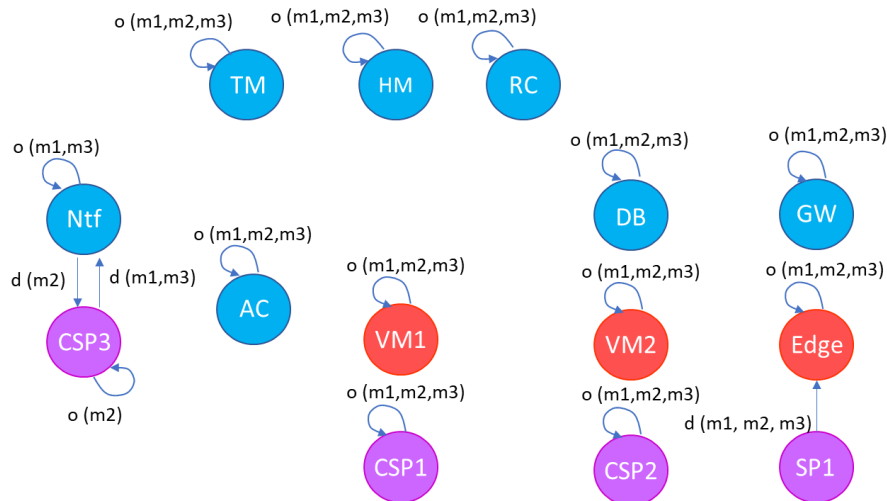 o (m1,m2,m3) o (m1,m2,m3) o (m1,m2,m3)
TM HM RC
o (m1,m3) o (m1,m2,m3) o (m1,m2,m3)
Ntf DB GW
o (m1,m2,m3)
d (m2) d (m1,m3)
o (m1,m2,m3) o (m1,m2,m3) o (m1,m2,m3)
AC
CSP3 VM1 VM2 Edge
o (m1,m2,m3) o (m1,m2,m3)
o (m2) d (m1, m2, m3)
CSP1 CSP2 SP1